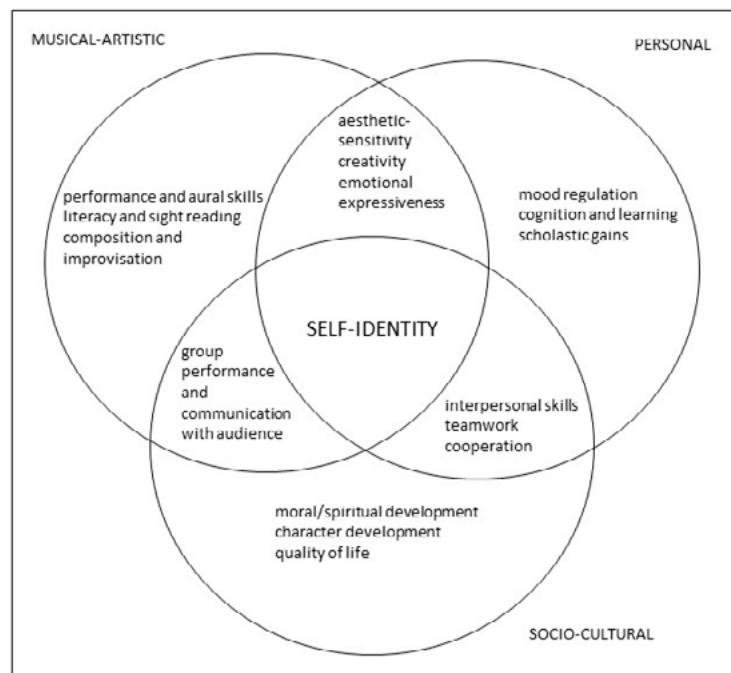 MUSICAL-ARTISTIC
PERSONAL
aesthetic-
sensitivity
creativity
emotional
expressiveness
performance and aural skills
literacy and sight reading
composition and
improvisation
mood regulation
cognition and learning
scholastic gains
SELF-IDENTITY
group
performance
and
communication
with audience
interpersonal skills
teamwork
cooperation
moral/spiritual development
character development
quality of life
SOCIO-CULTURAL